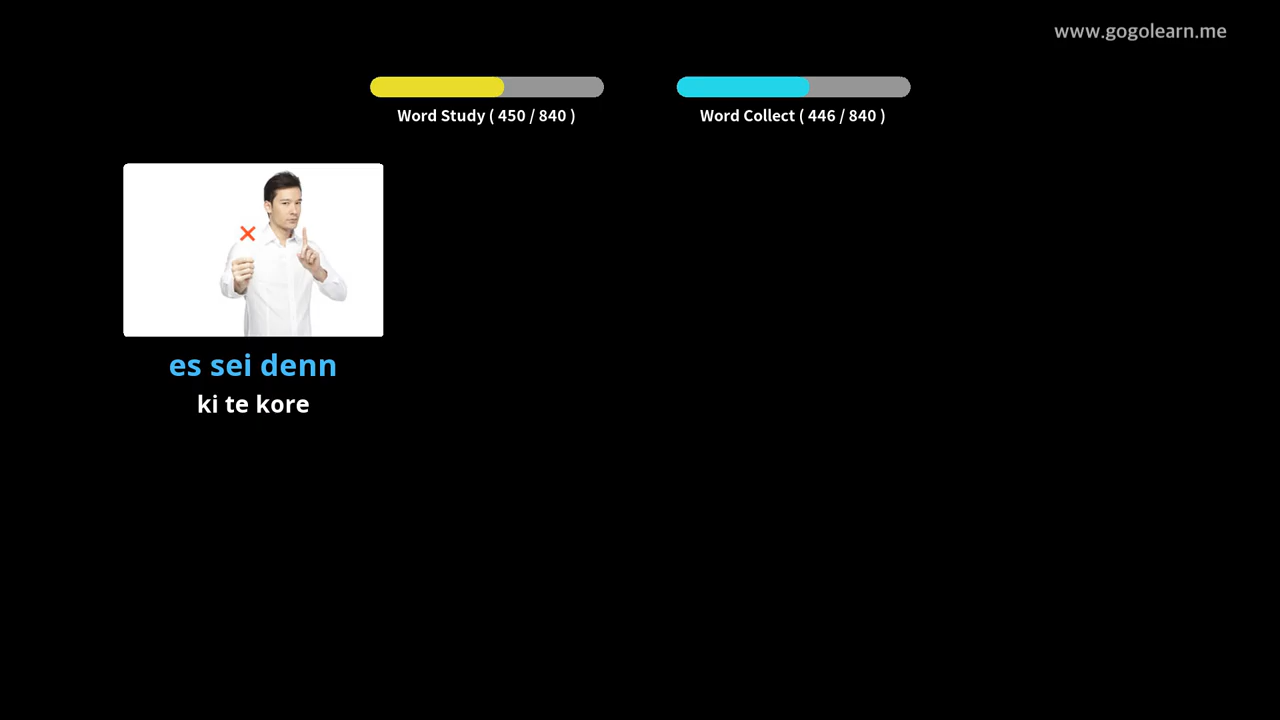 www.gogolearn.me
Word Study ( 450 / 840 )
Word Collect ( 446 / 840 )
es sei denn
ki te kore